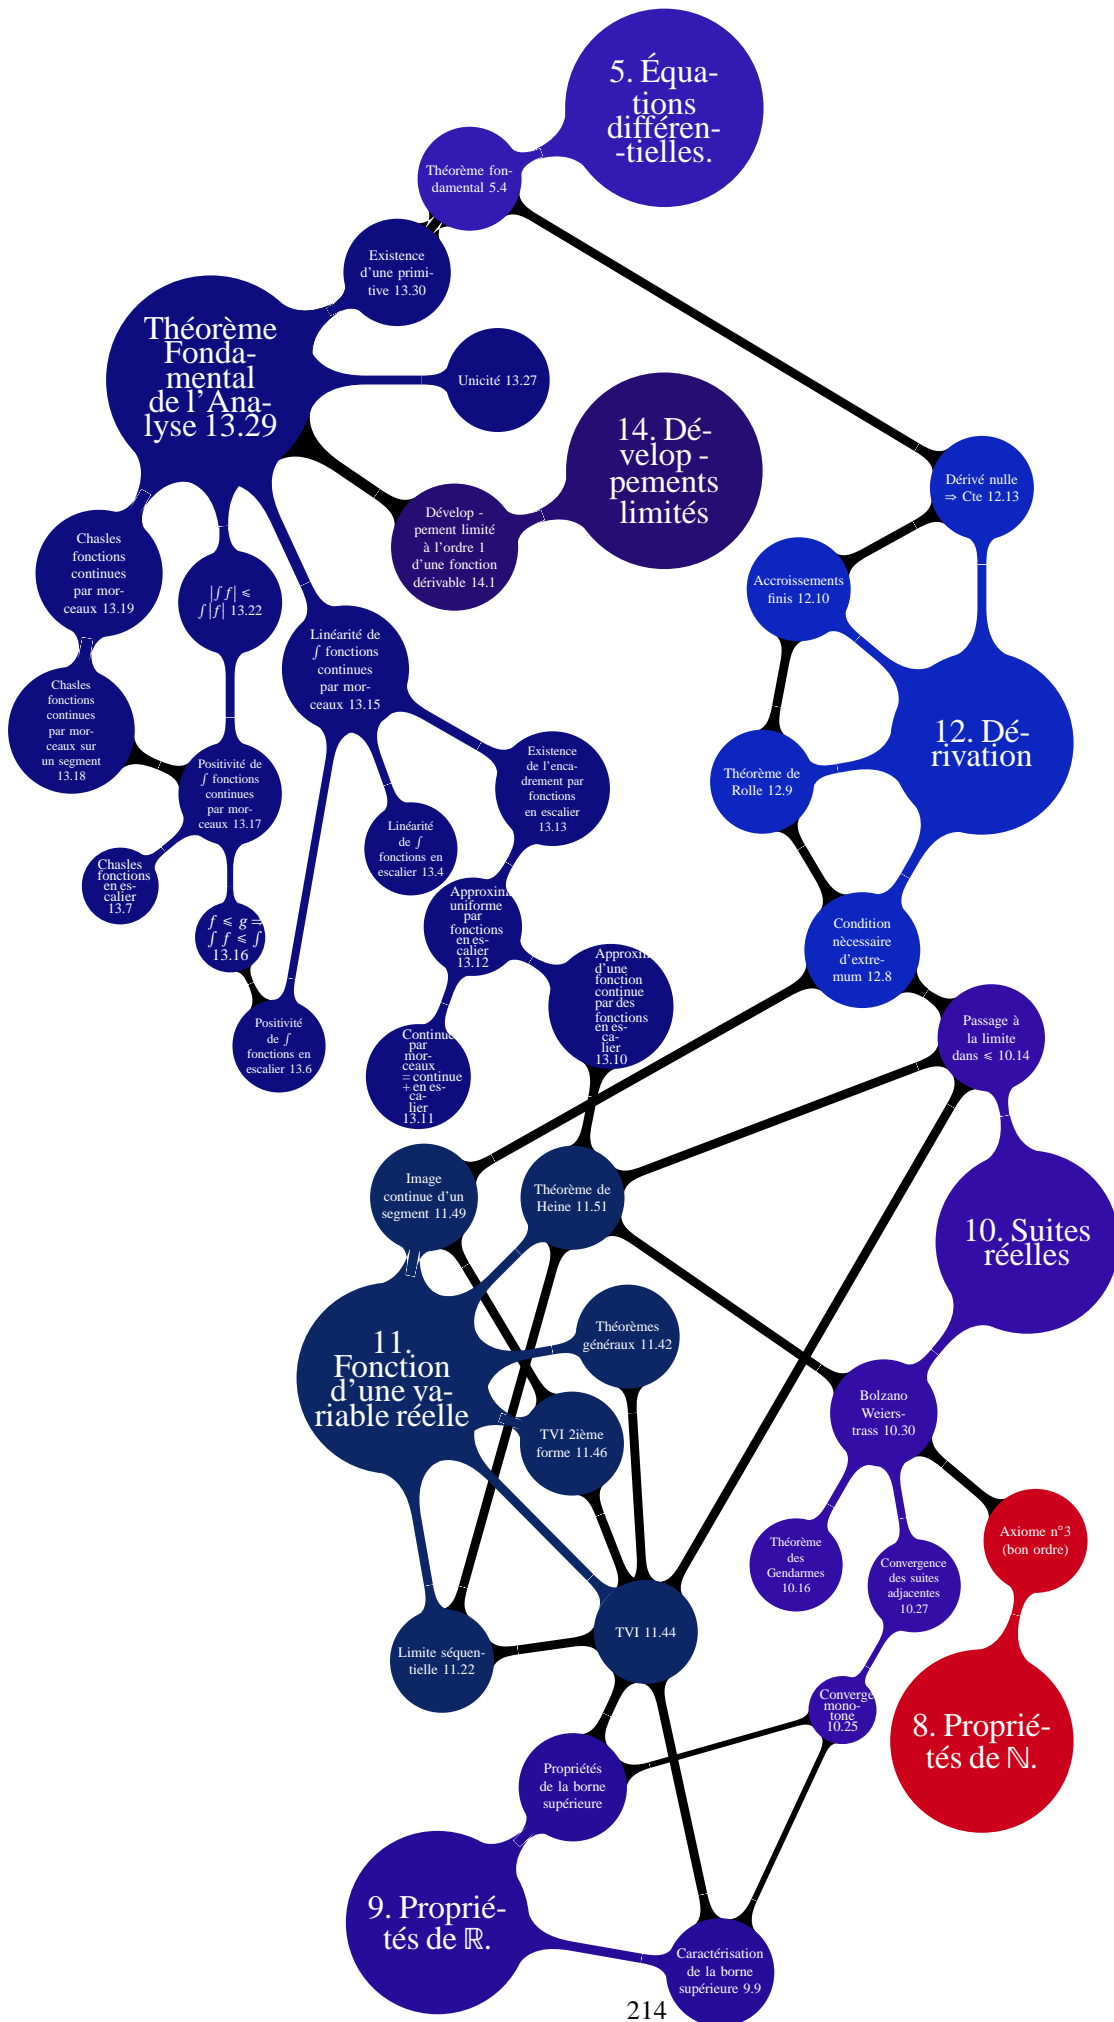 5. Équa-
tions
différen-
-tielles.
Théorème fon-
damental 5.4
Existence
d'une primi-
tive 13.30
Théorème
Fonda-
mental
de l'Ana-
lyse 13.29
Unicité 13.27
14. Dé-
velop -
pements
limités
Dévelop -
pement limité
à l'ordre 1
d'une fonction
dérivable 14.1
Dérivé nulle
⇒ Cte 12.13
Accroissements
finis 12.10
Chasles
fonctions
continues
par mor-
ceaux 13.19
|∫ f| ⩽
∫ |f| 13.22
Linéarité de
∫ fonctions
continues
par mor-
ceaux 13.15
Chasles
fonctions
continues
par mor-
ceaux sur
un segment
13.18
Positivité de
∫ fonctions
continues
par mor-
ceaux 13.17
Existence
de l'enca-
drement par
fonctions
en escalier
13.13
Théorème de
Rolle 12.9
12. Dé-
rivation
Linéarité
de ∫
fonctions en
escalier 13.4
Chasles
fonctions
en es-
calier
13.7
f ⩽ g =
∫ f ⩽ ∫
13.16
Approxim
uniforme
par
fonctions
en es-
calier
13.12
Approxim
d'une
fonction
continue
par des
fonctions
en es-
ca-
lier
13.10
Condition
nècessaire
d'extre-
mum 12.8
Positivité
de ∫
fonctions en
escalier 13.6
Continue
par
mor-
ceaux
= continue
+ en es-
ca-
lier
13.11
Passage à
la limite
dans ⩽ 10.14
Image
continue d'un
segment 11.49
Théorème de
Heine 11.51
10. Suites
réelles
Théorèmes
généraux 11.42
11.
Fonction
d'une va-
riable réelle
TVI 2ième
forme 11.46
Bolzano
Weiers-
trass 10.30
Axiome n°3
(bon ordre)
Théorème
des
Gendarmes
10.16
Convergence
des suites
adjacentes
10.27
TVI 11.44
Limite séquen-
tielle 11.22
Converge
mono-
tone
10.25
8. Proprié-
tés de ℕ.
Propriétés
de la borne
supérieure
9. Proprié-
tés de ℝ.
Caractérisation
de la borne
supérieure 9.9
214